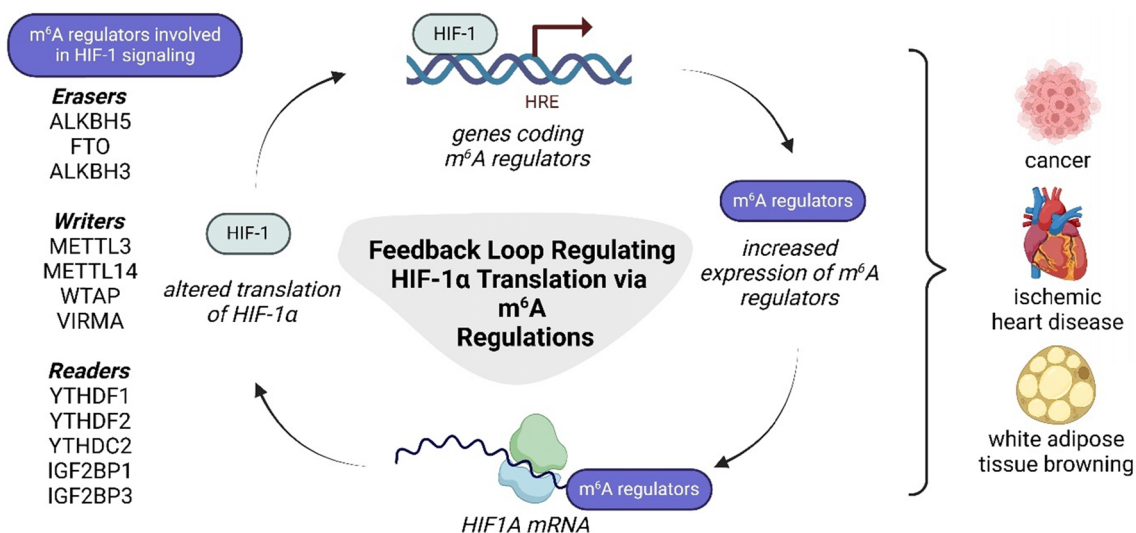 m⁶A regulators involved
in HIF-1 signaling
Erasers
ALKBH5
FTO
ALKBH3
Writers
METTL3
METTL14
WTAP
VIRMA
Readers
YTHDF1
YTHDF2
YTHDC2
IGF2BP1
IGF2BP3
HIF-1
HRE
genes coding
m⁶A regulators
m⁶A regulators
increased
expression of m⁶A
regulators
m⁶A regulators
HIF1A mRNA
HIF-1
altered translation
of HIF-1α
Feedback Loop Regulating
HIF-1α Translation via
m⁶A
Regulations
cancer
ischemic
heart disease
white adipose
tissue browning